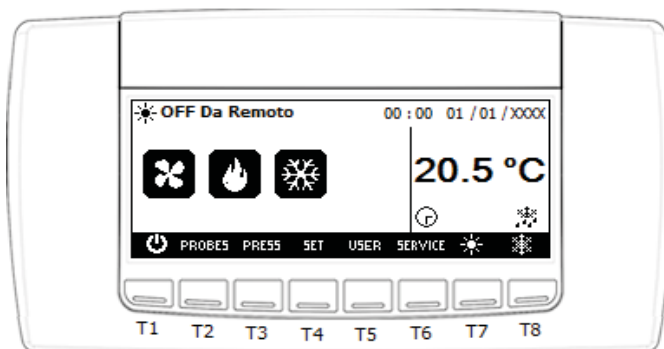 OFF Da Remoto 00 : 00 01 / 01 / XXXX
20.5 ºC
PROBES PRESS SET USER SERVICE
T1 T2 T3 T4 T5 T6 T7 T8